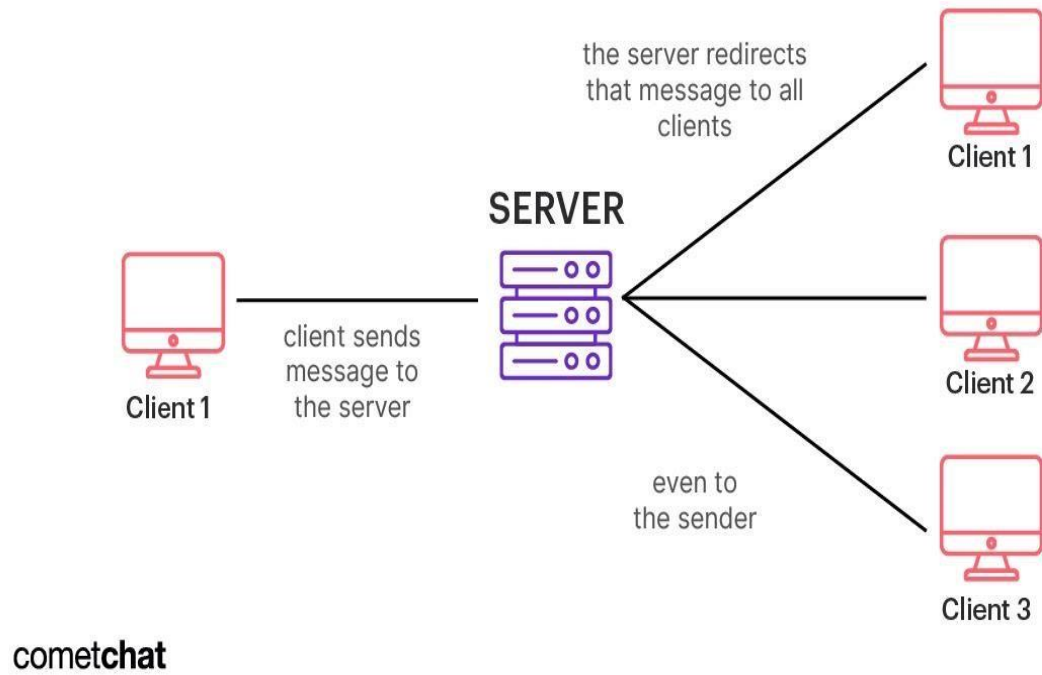 the server redirects
that message to all
clients
Client 1
SERVER
Client 1
client sends
message to
the server
Client 2
even to
the sender
Client 3
cometchat